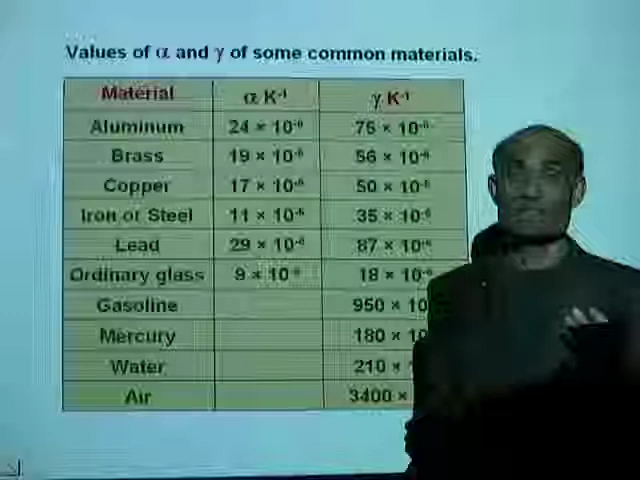 Values of α and γ of some common materials.
Material α K⁻¹ γ K⁻¹
Aluminum 24 × 10⁻⁶ 75 × 10⁻⁶
Brass 19 × 10⁻⁶ 56 × 10⁻⁶
Copper 17 × 10⁻⁶ 50 × 10⁻⁶
Iron or Steel 11 × 10⁻⁶ 35 × 10⁻⁶
Lead 29 × 10⁻⁶ 87 × 10⁻⁶
Ordinary glass 9 × 10⁻⁶ 18 × 10⁻⁶
Gasoline 950 × 10
Mercury 180 × 10
Water 210 ×
Air 3400 ×